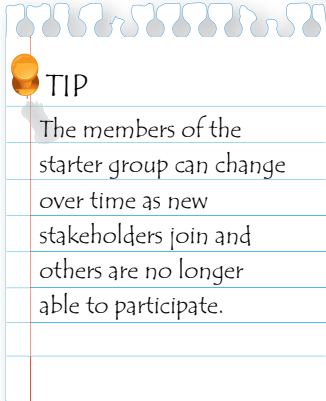 TIP
The members of the
starter group can change
over time as new
stakeholders join and
others are no longer
able to participate.